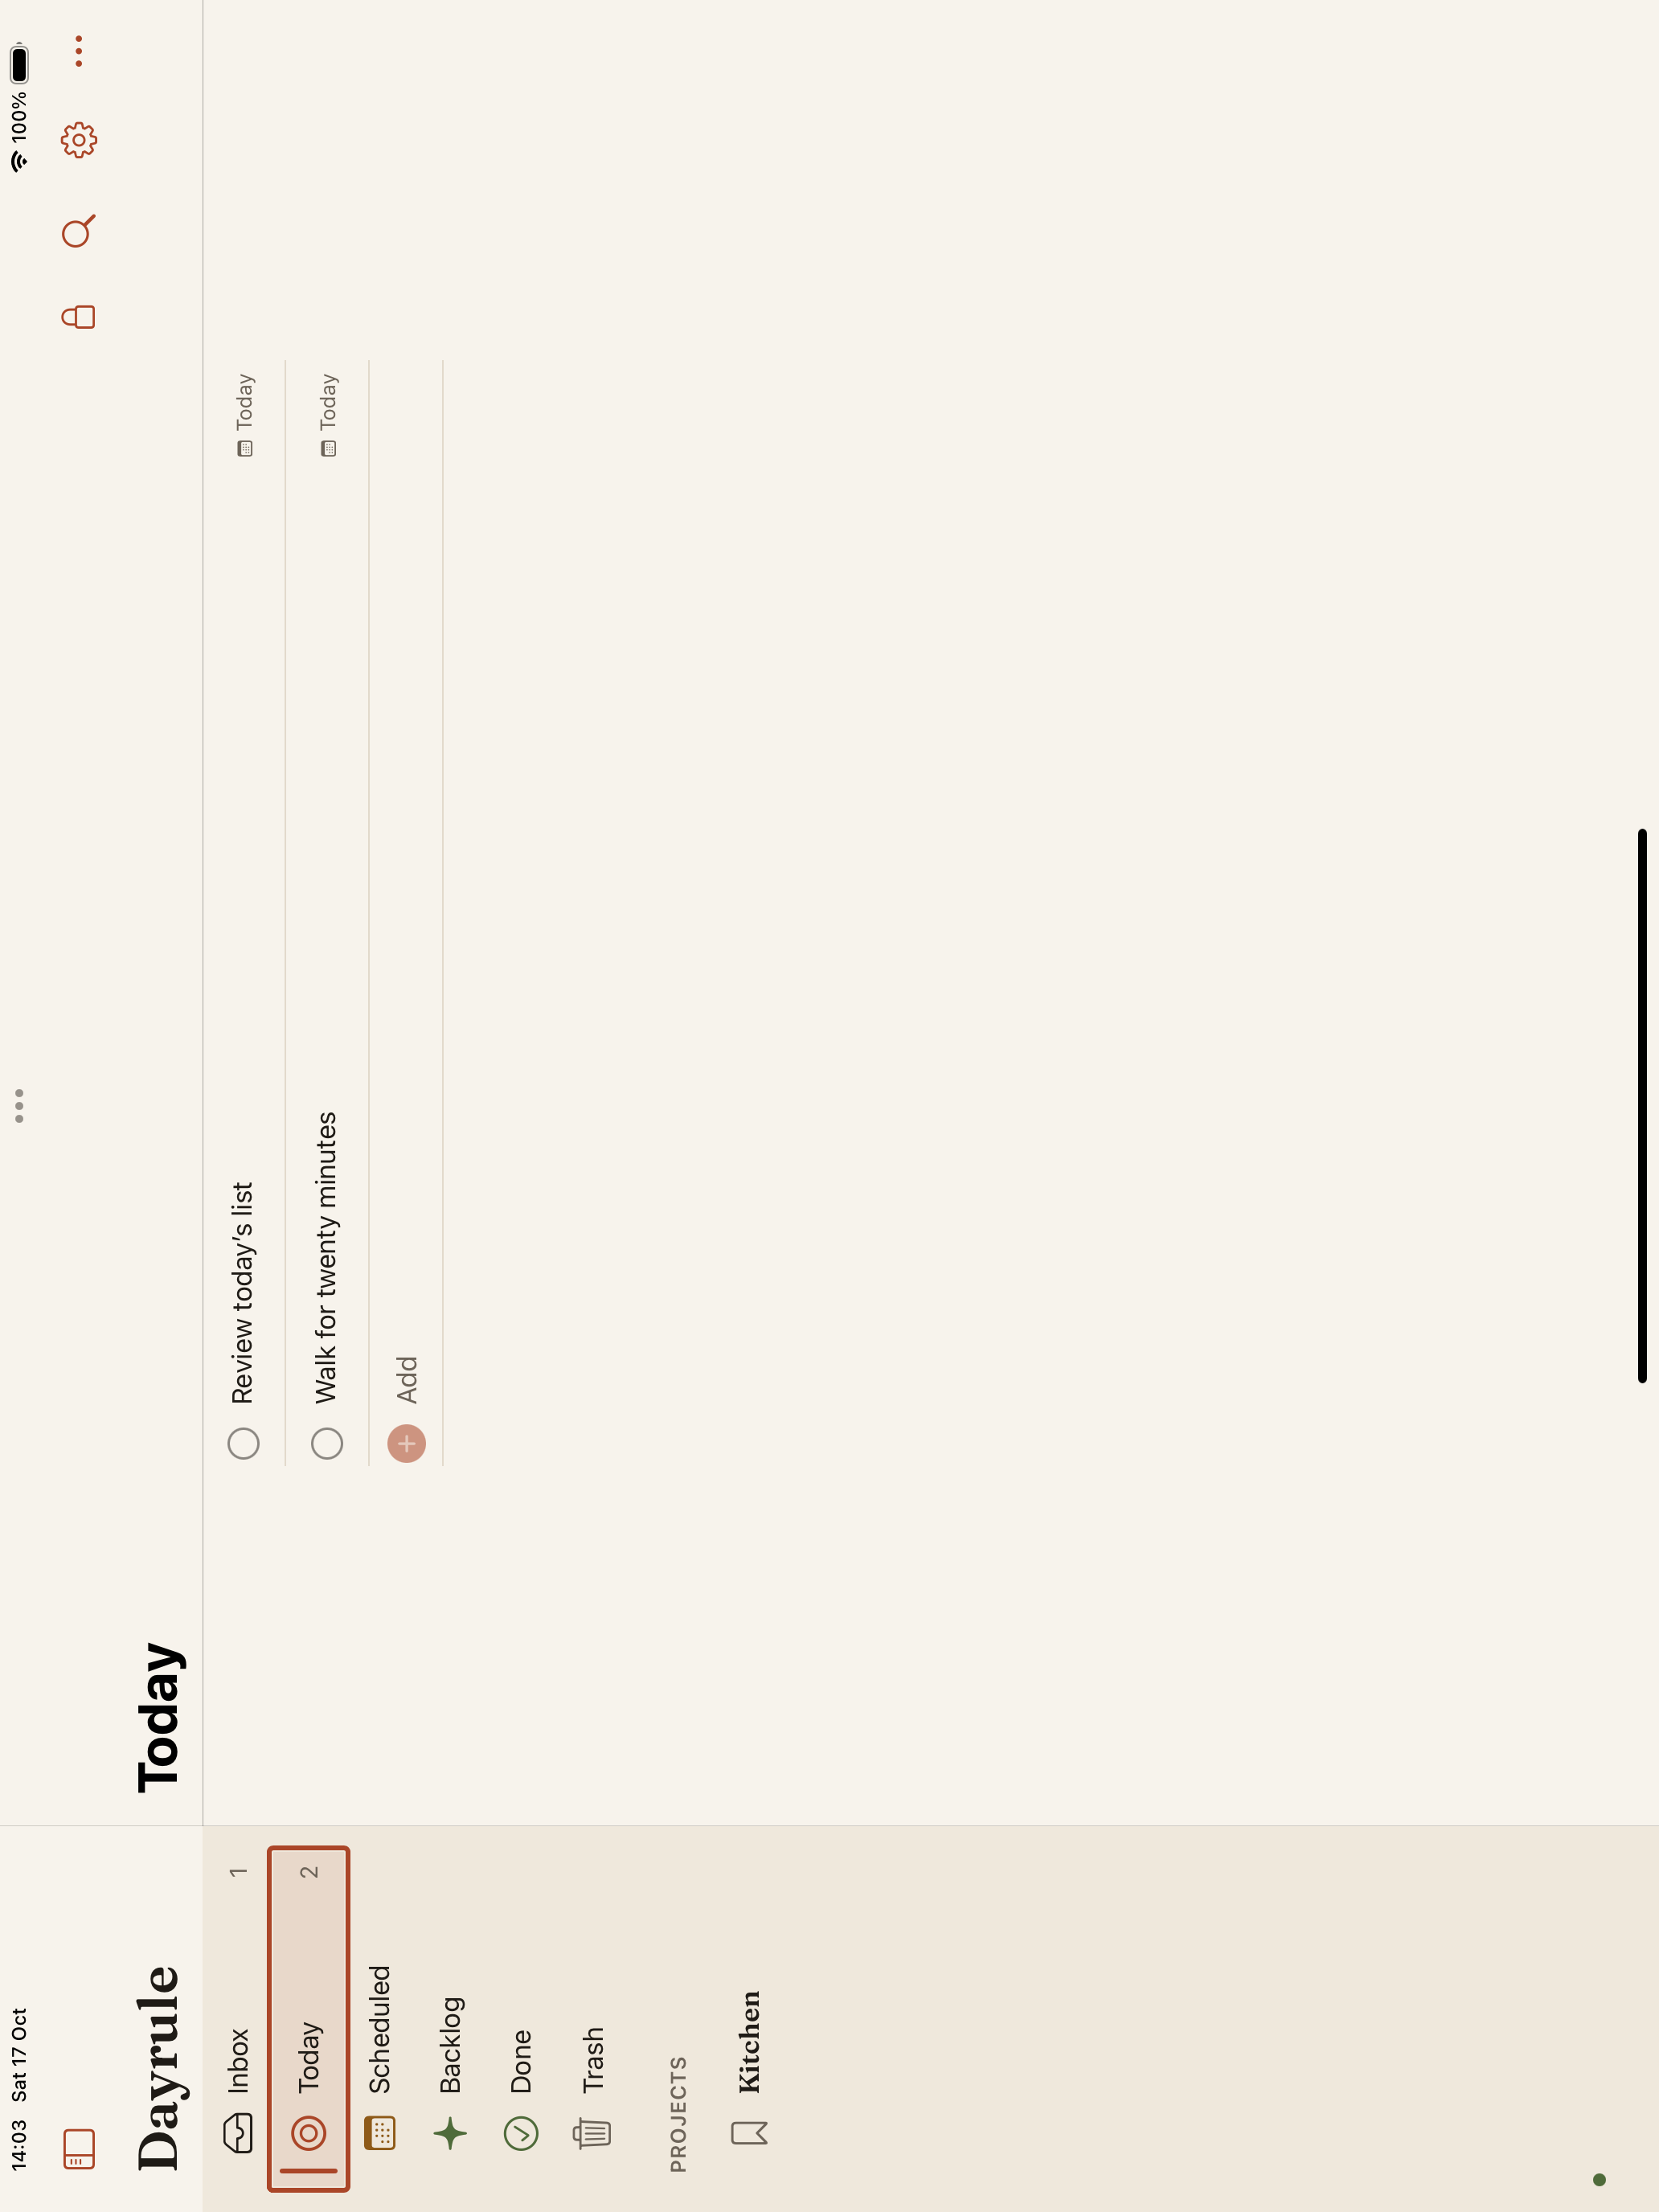 14:03 Sat 17 Oct
100%
Dayrule
Inbox 1
Today 2
Scheduled
Backlog
Done
Trash
PROJECTS
Kitchen
Today
Review today's list Today
Walk for twenty minutes Today
Add